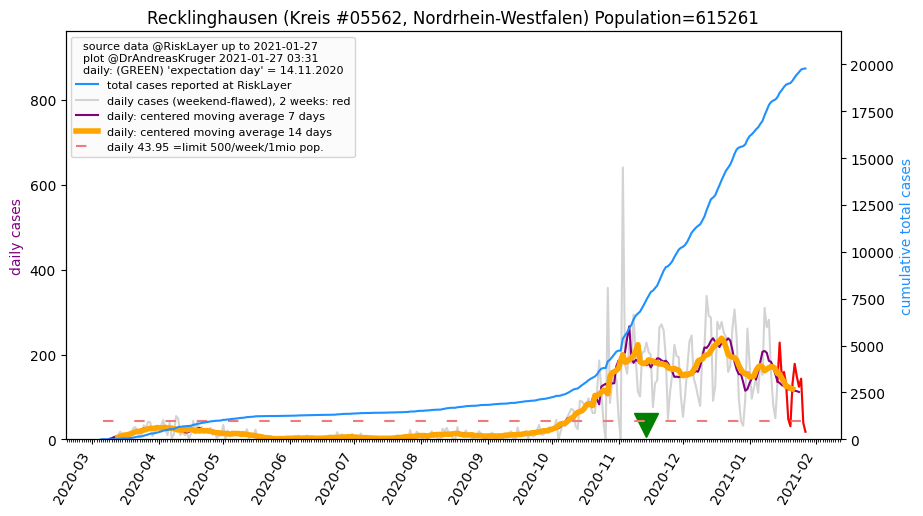 Recklinghausen (Kreis #05562, Nordrhein-Westfalen) Population=615261
source data @RiskLayer up to 2021-01-27
plot @DrAndreasKruger 2021-01-27 03:31
daily: (GREEN) 'expectation day' = 14.11.2020
total cases reported at RiskLayer
daily cases (weekend-flawed), 2 weeks: red
daily: centered moving average 7 days
daily: centered moving average 14 days
daily 43.95 =limit 500/week/1mio pop.
daily cases
800
600
400
200
0
20000
17500
15000
12500
10000
7500
5000
2500
0
cumulative total cases
2020-03
2020-04
2020-05
2020-06
2020-07
2020-08
2020-09
2020-10
2020-11
2020-12
2021-01
2021-02